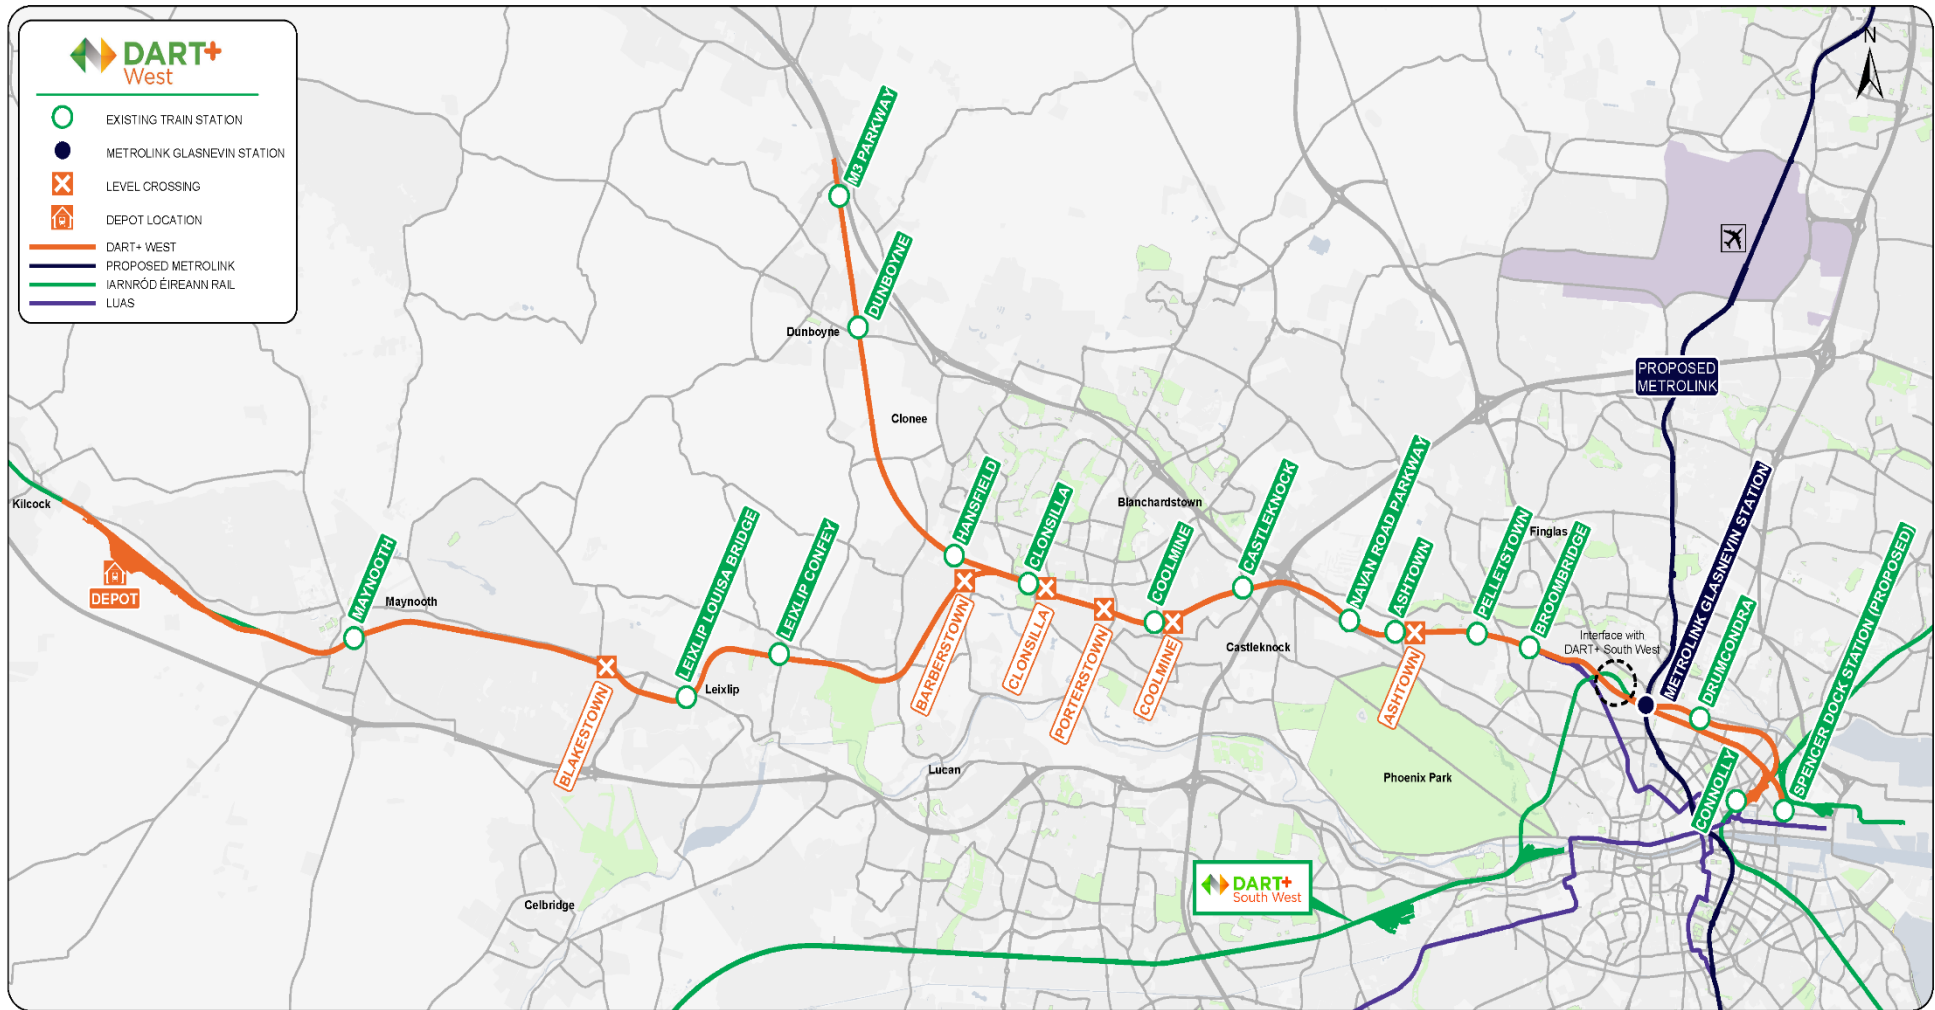 DART+
West
EXISTING TRAIN STATION
METROLINK GLASNEVIN STATION
LEVEL CROSSING
DEPOT LOCATION
DART+ WEST
PROPOSED METROLINK
IARNRÓD ÉIREANN RAIL
LUAS
N
M3 PARKWAY
DUNBOYNE
Dunboyne
Clonee
PROPOSED
METROLINK
Kilcock
DEPOT
MAYNOOTH
Maynooth
BLAKESTOWN
LEIXLIP LOUISA BRIDGE
Leixlip
LEIXLIP CONFEY
HANSFIELD
BARBERSTOWN
CLONSILLA
CLONSILLA
PORTERSTOWN
Blanchardstown
COOLMINE
COOLMINE
CASTLEKNOCK
Castleknock
NAVAN ROAD PARKWAY
ASHTOWN
ASHTOWN
PELLETSTOWN
Finglas
BROOMBRIDGE
Interface with
DART+ South West
METROLINK GLASNEVIN STATION
DRUMCONDRA
SPENCER DOCK STATION (PROPOSED)
CONNOLLY
Lucan
Phoenix Park
Celbridge
DART+
South West